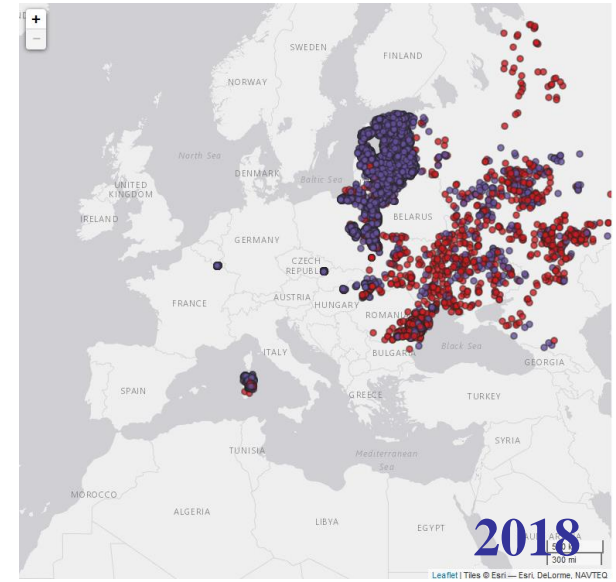 +
−
SWEDEN
FINLAND
NORWAY
North Sea
DENMARK
Baltic Sea
UNITED
KINGDOM
IRELAND
BELARUS
GERMANY
CZECH
REPUBL
FRANCE
AUSTRIA
HUNGARY
ROMANI
ITALY
BULGARIA
Black Sea
GEORGIA
SPAIN
GREECE
TURKEY
SYRIA
TUNISIA
Mediterranean
Sea
MOROCCO
ALGERIA
LIBYA
EGYPT
2018
300 mi
Leaflet | Tiles © Esri — Esri, DeLorme, NAVTEQ